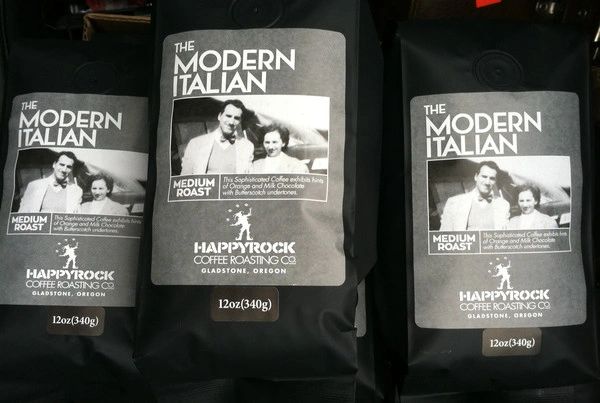 THE
MODERN
ITALIAN
MEDIUM
ROAST
This Sophisticated Coffee exhibits hints
of Orange and Milk Chocolate
with Butterscotch undertones.
HAPPYROCK
COFFEE ROASTING CO.
GLADSTONE, OREGON
12oz(340g)
THE
MODERN
ITALIAN
MEDIUM
ROAST
This Sophisticated Coffee exhibits hints
of Orange and Milk Chocolate
with Butterscotch undertones.
HAPPYROCK
COFFEE ROASTING CO.
GLADSTONE, OREGON
12oz(340g)
THE
MODERN
ITALIAN
MEDIUM
ROAST
This Sophisticated Coffee exhibits hints
of Orange and Milk Chocolate
with Butterscotch undertones.
HAPPYROCK
COFFEE ROASTING CO.
GLADSTONE, OREGON
12oz(340g)